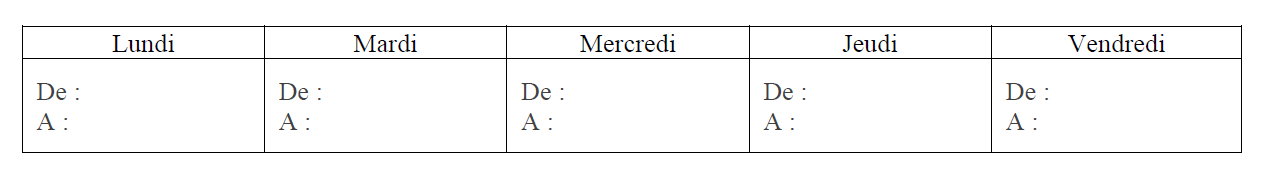 Lundi Mardi Mercredi Jeudi Vendredi
De : De : De : De : De :
A : A : A : A : A :